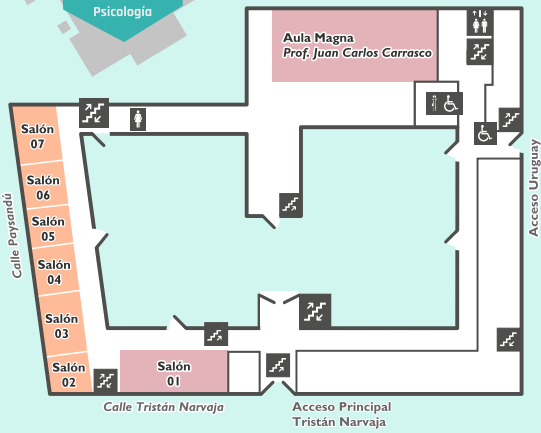 Psicología
Aula Magna
Prof. Juan Carlos Carrasco
Salón
07
Salón
06
Salón
05
Salón
04
Salón
03
Salón
02
Salón
01
Calle Paysandú
Acceso Uruguay
Calle Tristán Narvaja
Acceso Principal
Tristán Narvaja